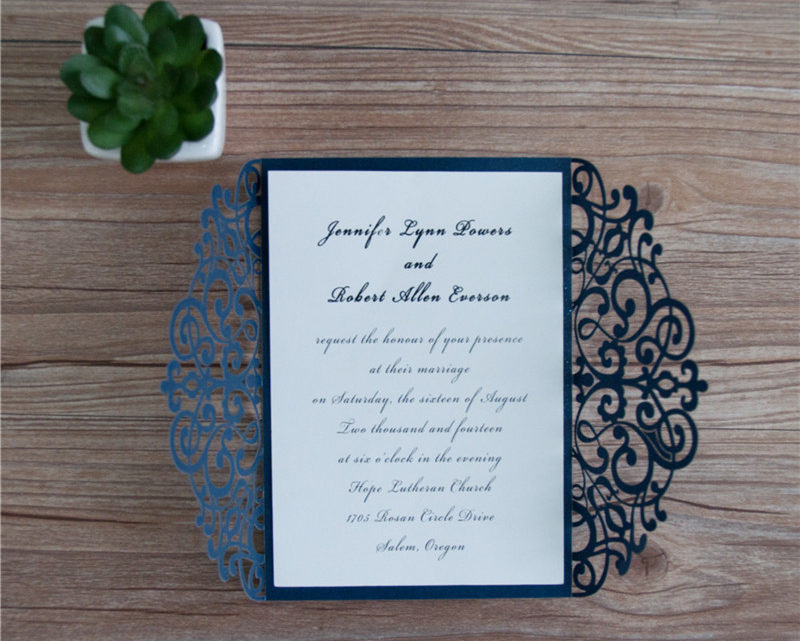 Jennifer Lynn Powers
and
Robert Allen Everson
request the honour of your presence
at their marriage
on Saturday, the sixteen of August
Two thousand and fourteen
at six o'clock in the evening
Hope Lutheran Church
1705 Rosan Circle Drive
Salem, Oregon